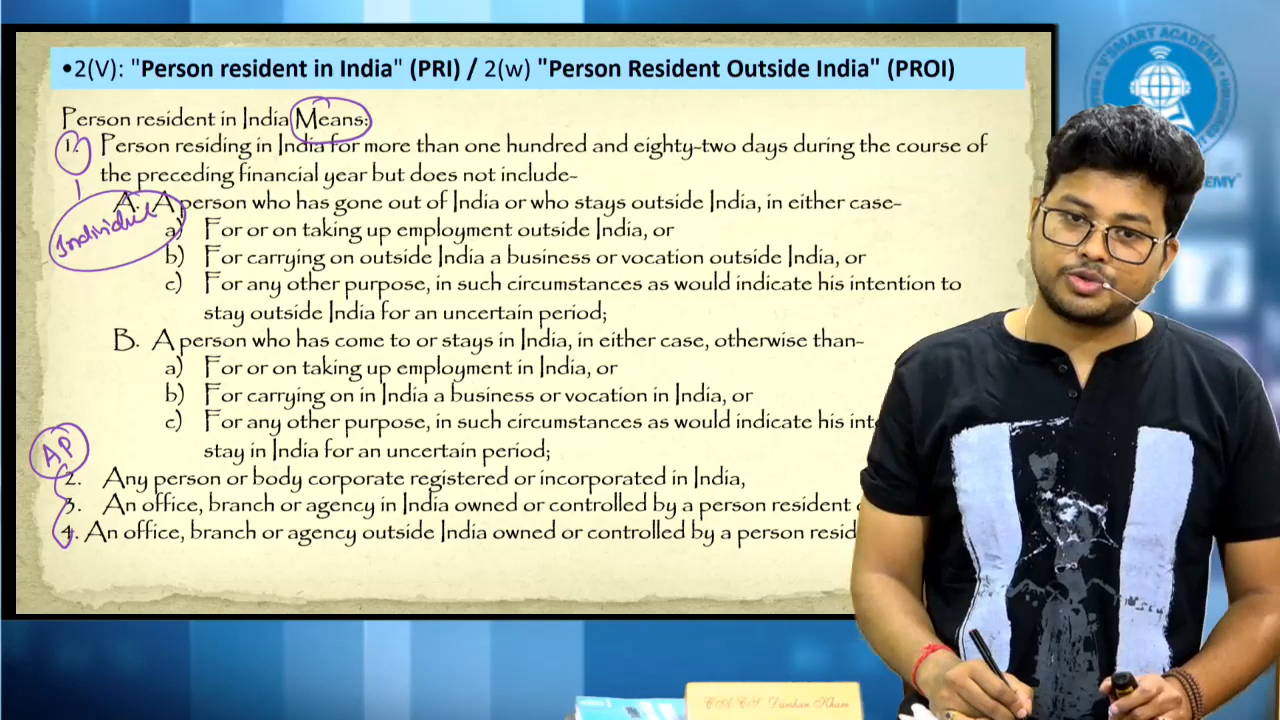 •2(V): "Person resident in India" (PRI) / 2(w) "Person Resident Outside India" (PROI)
Person resident in India Means:
1. Person residing in India for more than one hundred and eighty-two days during the course of
the preceding financial year but does not include-
A. A person who has gone out of India or who stays outside India, in either case-
Individual
a) For or on taking up employment outside India, or
b) For carrying on outside India a business or vocation outside India, or
c) For any other purpose, in such circumstances as would indicate his intention to
stay outside India for an uncertain period;
B. A person who has come to or stays in India, in either case, otherwise than-
a) For or on taking up employment in India, or
b) For carrying on in India a business or vocation in India, or
c) For any other purpose, in such circumstances as would indicate his
stay in India for an uncertain period;
AP
2. Any person or body corporate registered or incorporated in India,
3. An office, branch or agency in India owned or controlled by a person resident
4. An office, branch or agency outside India owned or controlled by a person
V'SMART ACADEMY
CA CS Darshan Khare